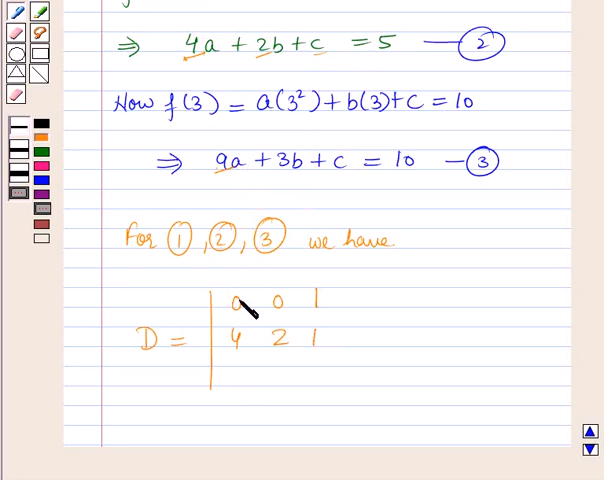 ⇒ 4a + 2b + c = 5 — ②
Now f(3) = a(3²) + b(3) + c = 10
⇒ 9a + 3b + c = 10 — ③
For ①, ②, ③ we have
0 0 1
D = | 4 2 1